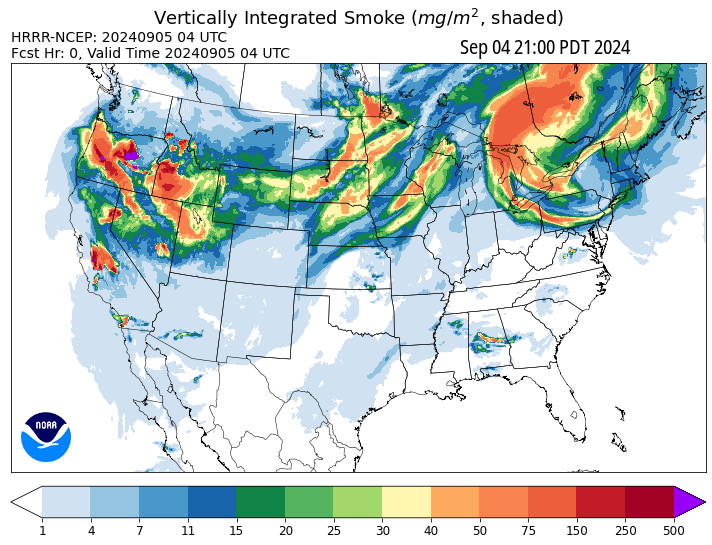 Vertically Integrated Smoke (mg/m², shaded)
HRRR-NCEP: 20240905 04 UTC
Fcst Hr: 0, Valid Time 20240905 04 UTC
Sep 04 21:00 PDT 2024
NOAA
1 4 7 11 15 20 25 30 40 50 75 150 250 500